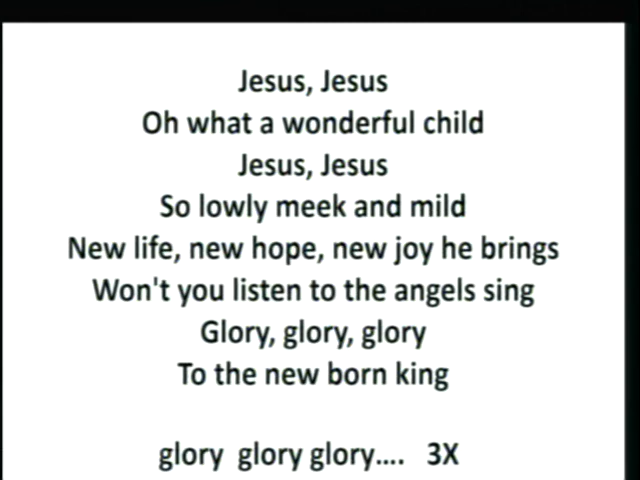 Jesus, Jesus
Oh what a wonderful child
Jesus, Jesus
So lowly meek and mild
New life, new hope, new joy he brings
Won't you listen to the angels sing
Glory, glory, glory
To the new born king
glory glory glory.... 3X